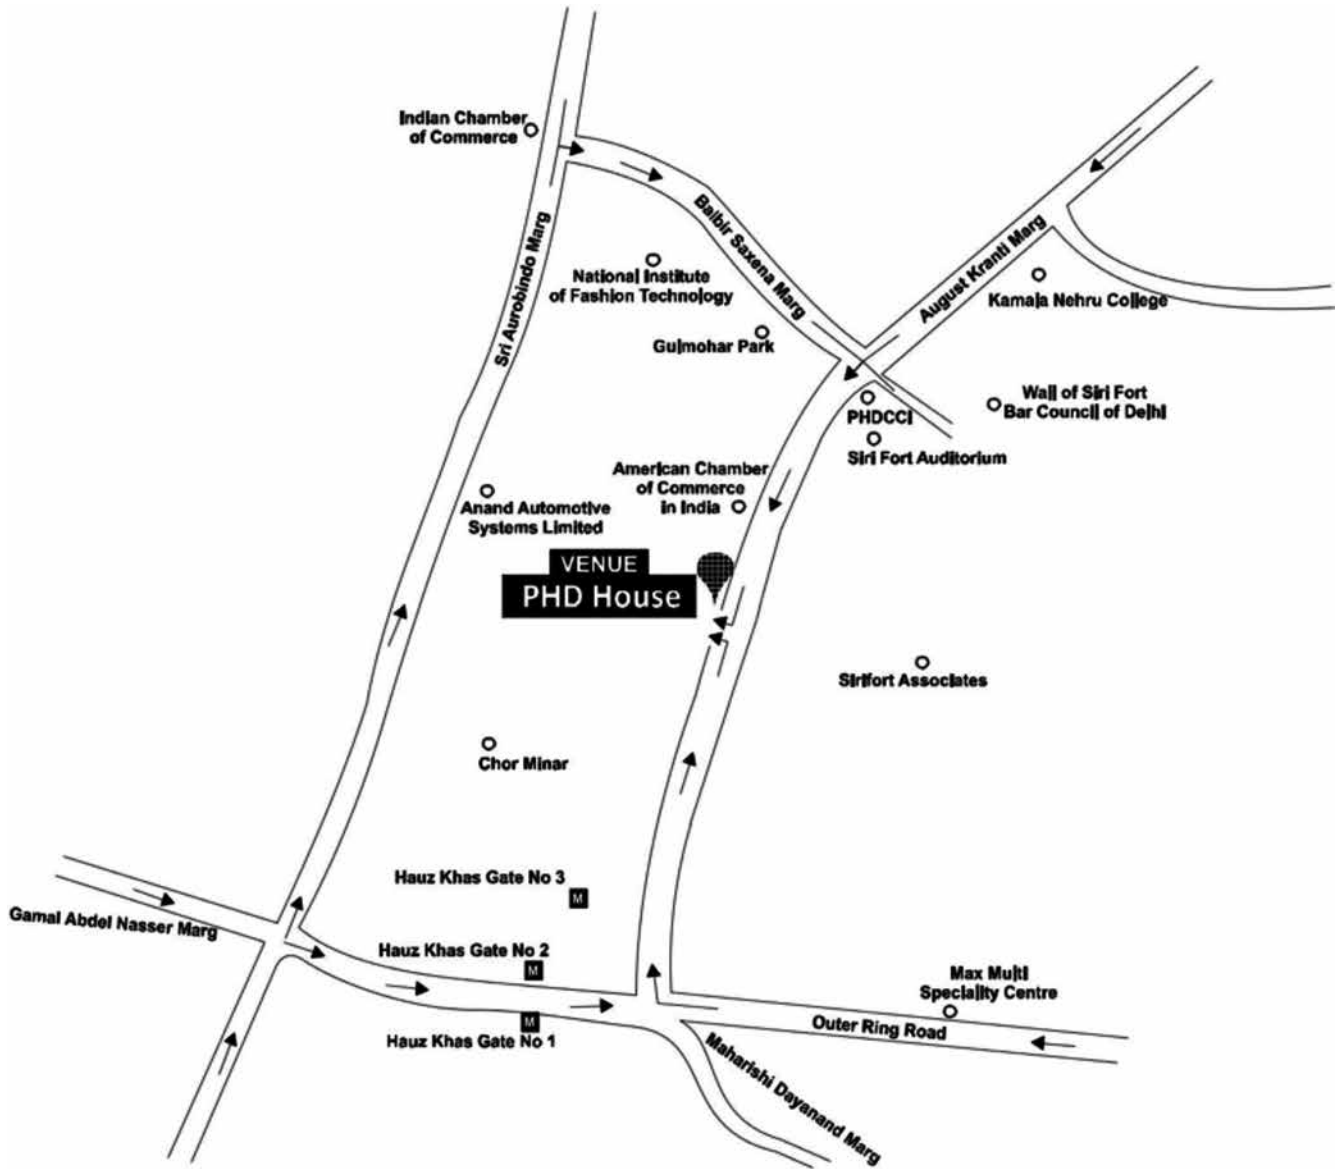 Indian Chamber
of Commerce
Balbir Saxena Marg
August Kranti Marg
Sri Aurobindo Marg
National Institute
of Fashion Technology
Kamala Nehru College
Gulmohar Park
Wall of Siri Fort
Bar Council of Delhi
PHDCCI
Siri Fort Auditorium
American Chamber
of Commerce
in India
Anand Automotive
Systems Limited
VENUE
PHD House
Sirifort Associates
Chor Minar
Hauz Khas Gate No 3
M
Gamal Abdel Nasser Marg
Hauz Khas Gate No 2
M
Max Multi
Speciality Centre
M
Hauz Khas Gate No 1
Outer Ring Road
Maharishi Dayanand Marg